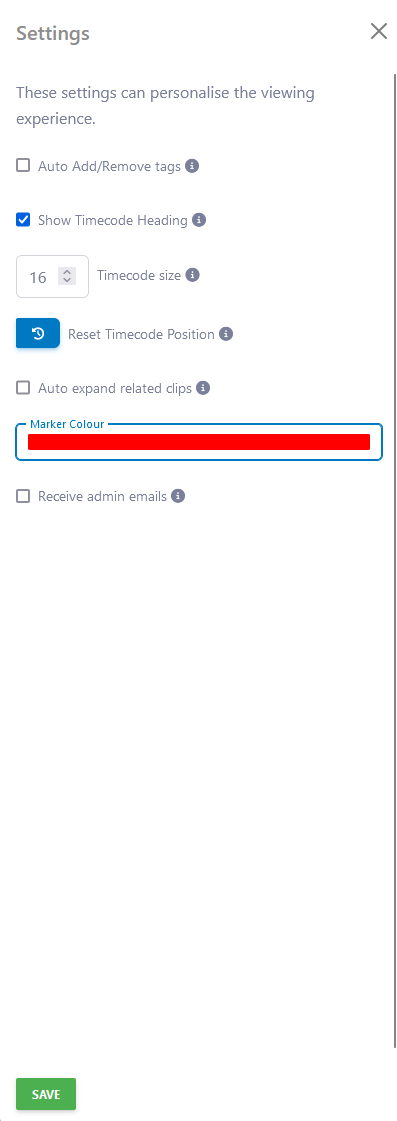 Settings
These settings can personalise the viewing
experience.
Auto Add/Remove tags
Show Timecode Heading
16 Timecode size
Reset Timecode Position
Auto expand related clips
Marker Colour
Receive admin emails
SAVE